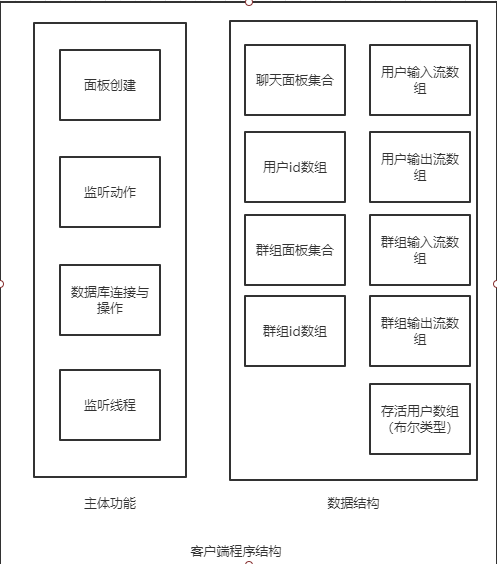 面板创建
监听动作
数据库连接与
操作
监听线程
主体功能
聊天面板集合
用户输入流数
组
用户id数组
用户输出流数
组
群组面板集合
群组输入流数
组
群组id数组
群组输出流数
组
存活用户数组
（布尔类型）
数据结构
客户端程序结构